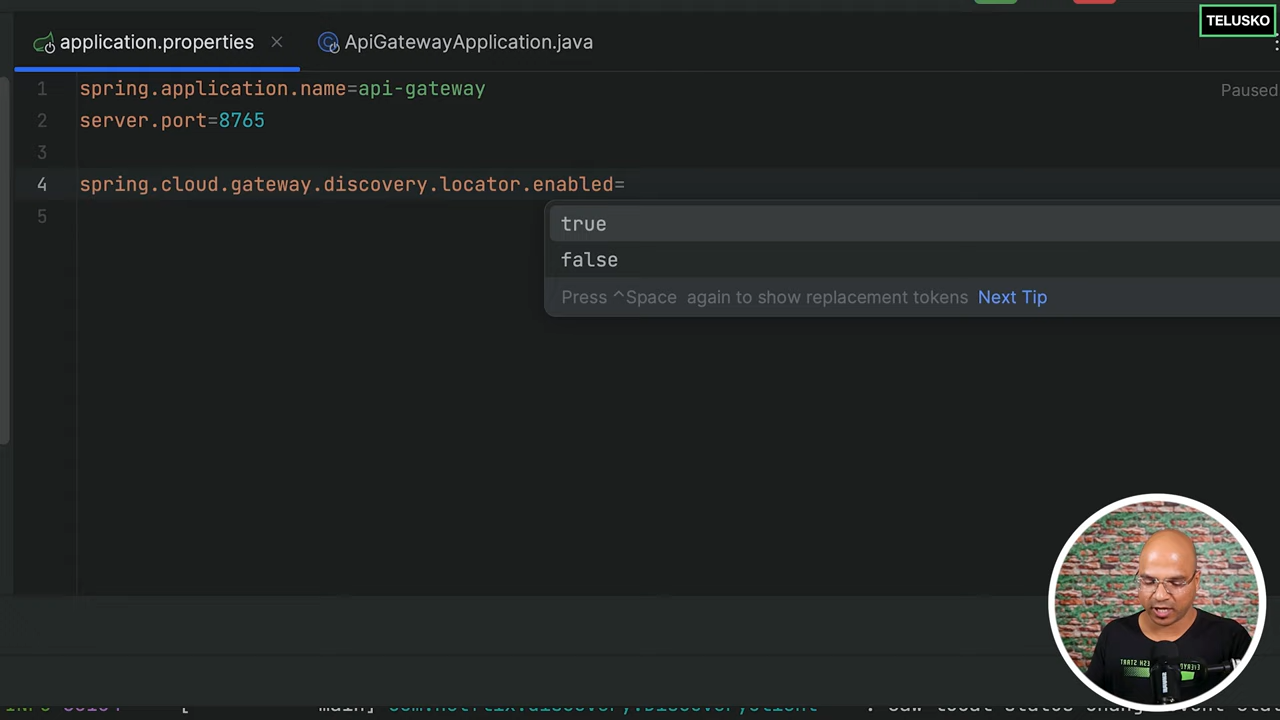 TELUSKO
application.properties
ApiGatewayApplication.java
1 spring.application.name=api-gateway
Paused
2 server.port=8765
3
4 spring.cloud.gateway.discovery.locator.enabled=
5
true
false
Press ^Space again to show replacement tokens Next Tip